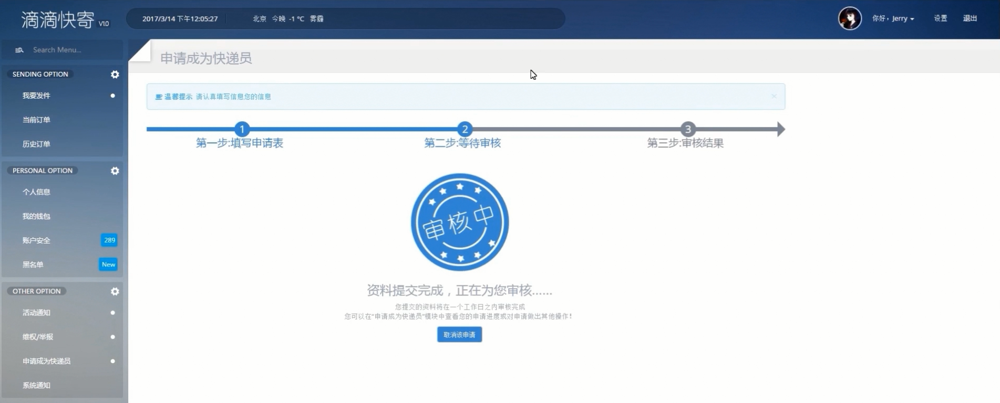 滴滴快寄 V1.0
2017/3/14 下午12:05:27
北京 今晚 -1 ℃ 雾霾
你好，Jerry
设置
退出
Search Menu...
SENDING OPTION
我要发件
当前订单
历史订单
PERSONAL OPTION
个人信息
我的钱包
账户安全 289
黑名单 New
OTHER OPTION
活动通知
维权/举报
申请成为快递员
系统通知
申请成为快递员
温馨提示 请认真填写信息您的信息 ×
1
第一步:填写申请表
2
第二步:等待审核
3
第三步:审核结果
审核中
资料提交完成，正在为您审核......
您提交的资料将在一个工作日之内审核完成
您可以在"申请成为快递员"模块中查看您的申请进度或对申请做出其他操作!
取消该申请